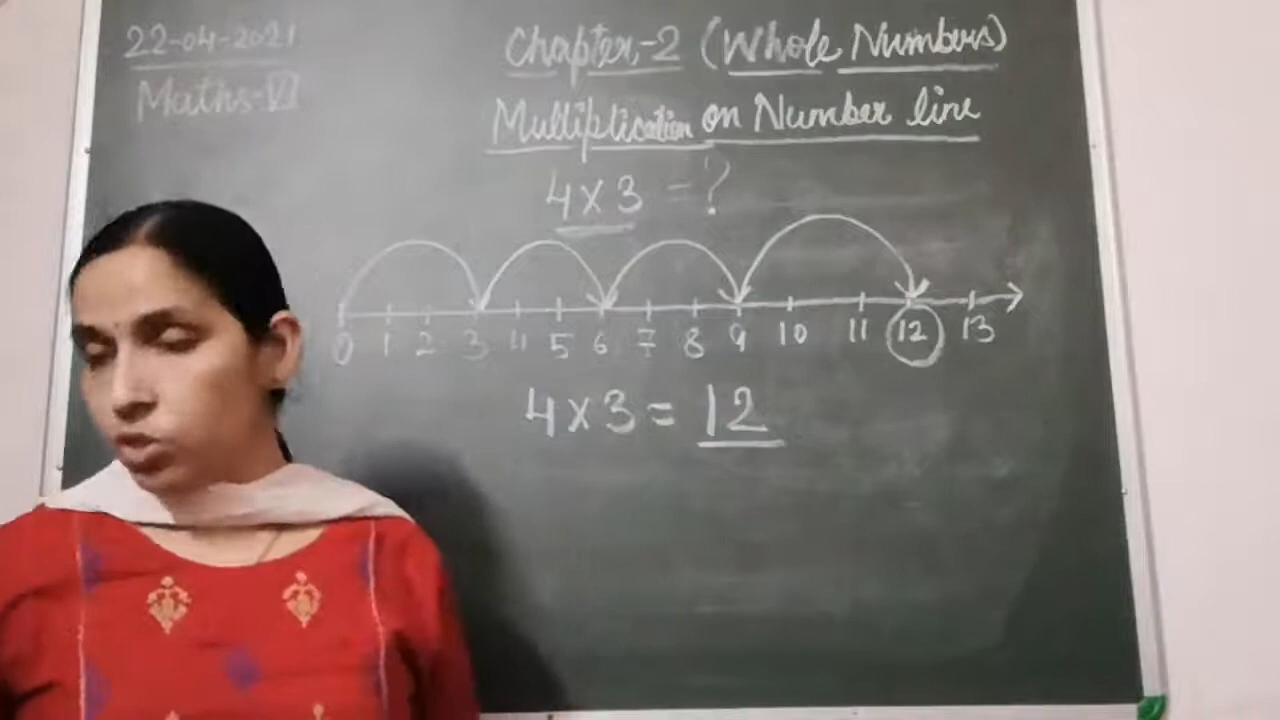 22-04-2021
Maths-VI
Chapter-2 (Whole Numbers)
Multiplication on Number line
4 x 3 = ?
0 1 2 3 4 5 6 7 8 9 10 11 12 13
4 x 3 = 12